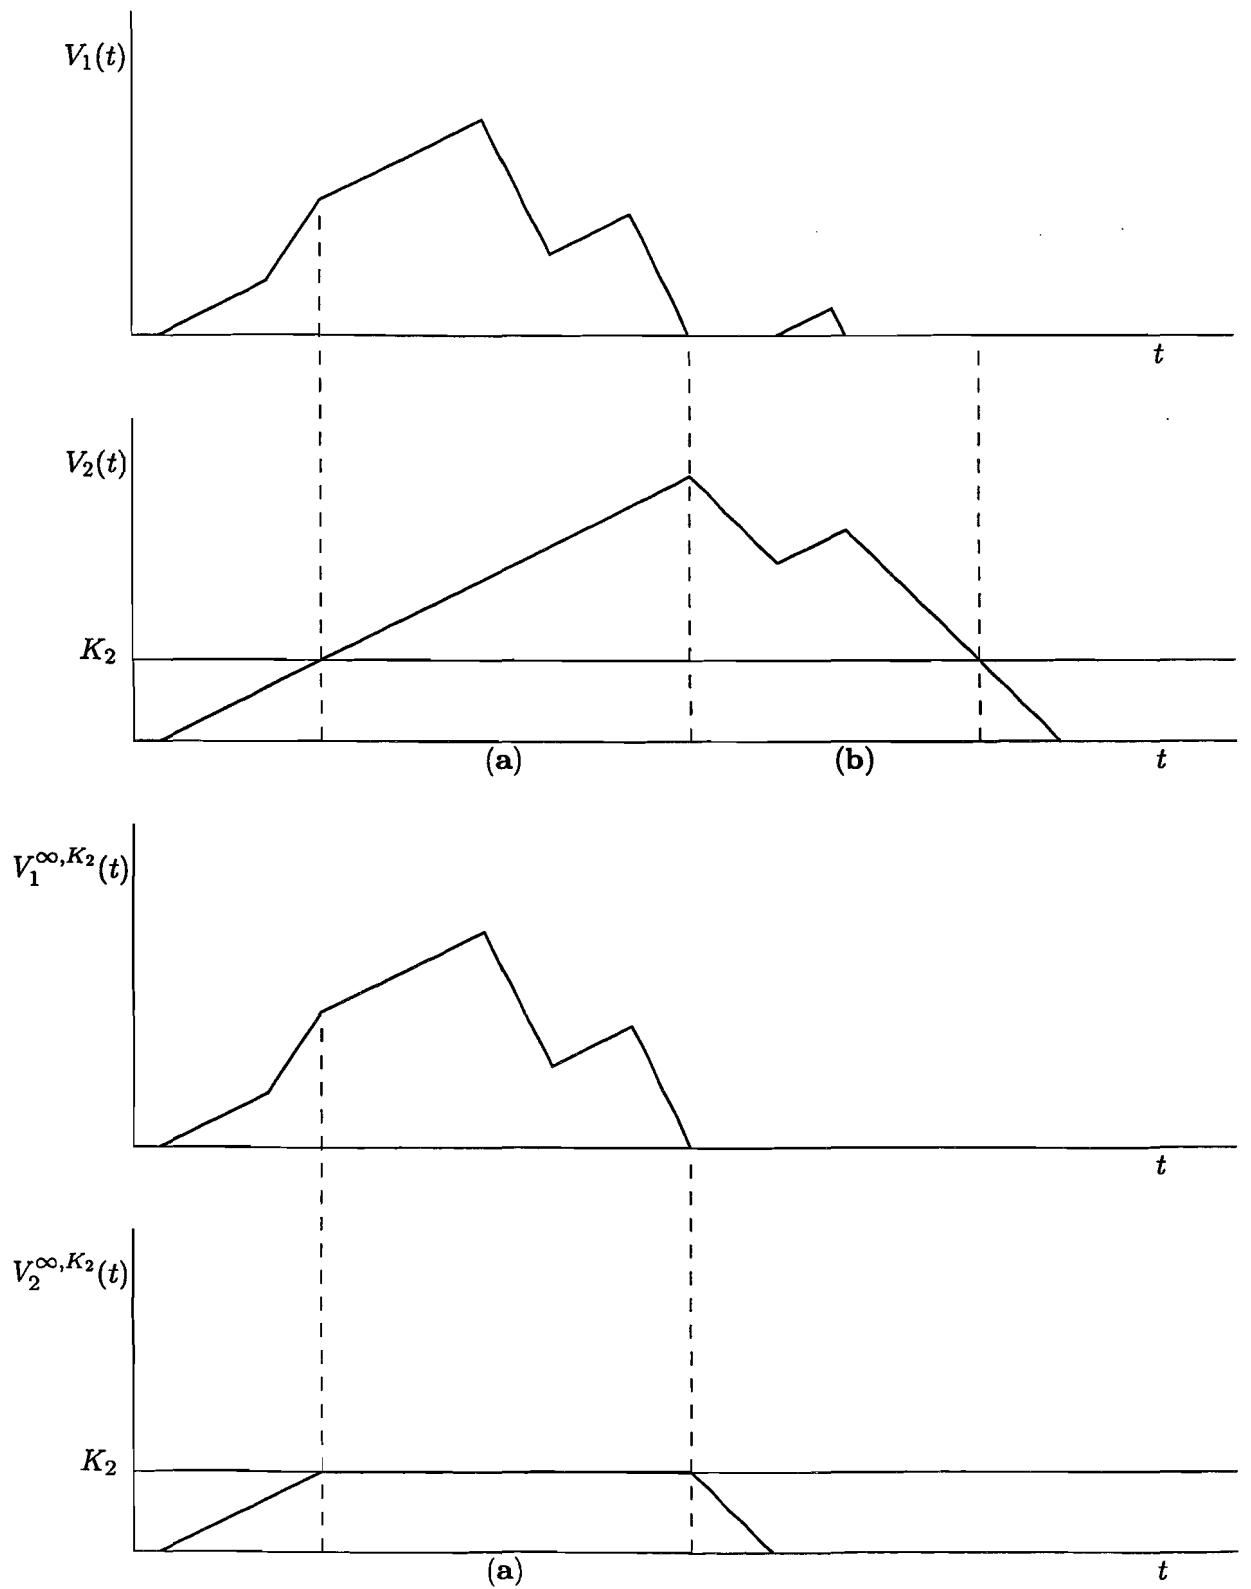 V₁(t)
t
V₂(t)
K₂
(a) (b) t
V₁^{∞,K₂}(t)
t
V₂^{∞,K₂}(t)
K₂
(a) t